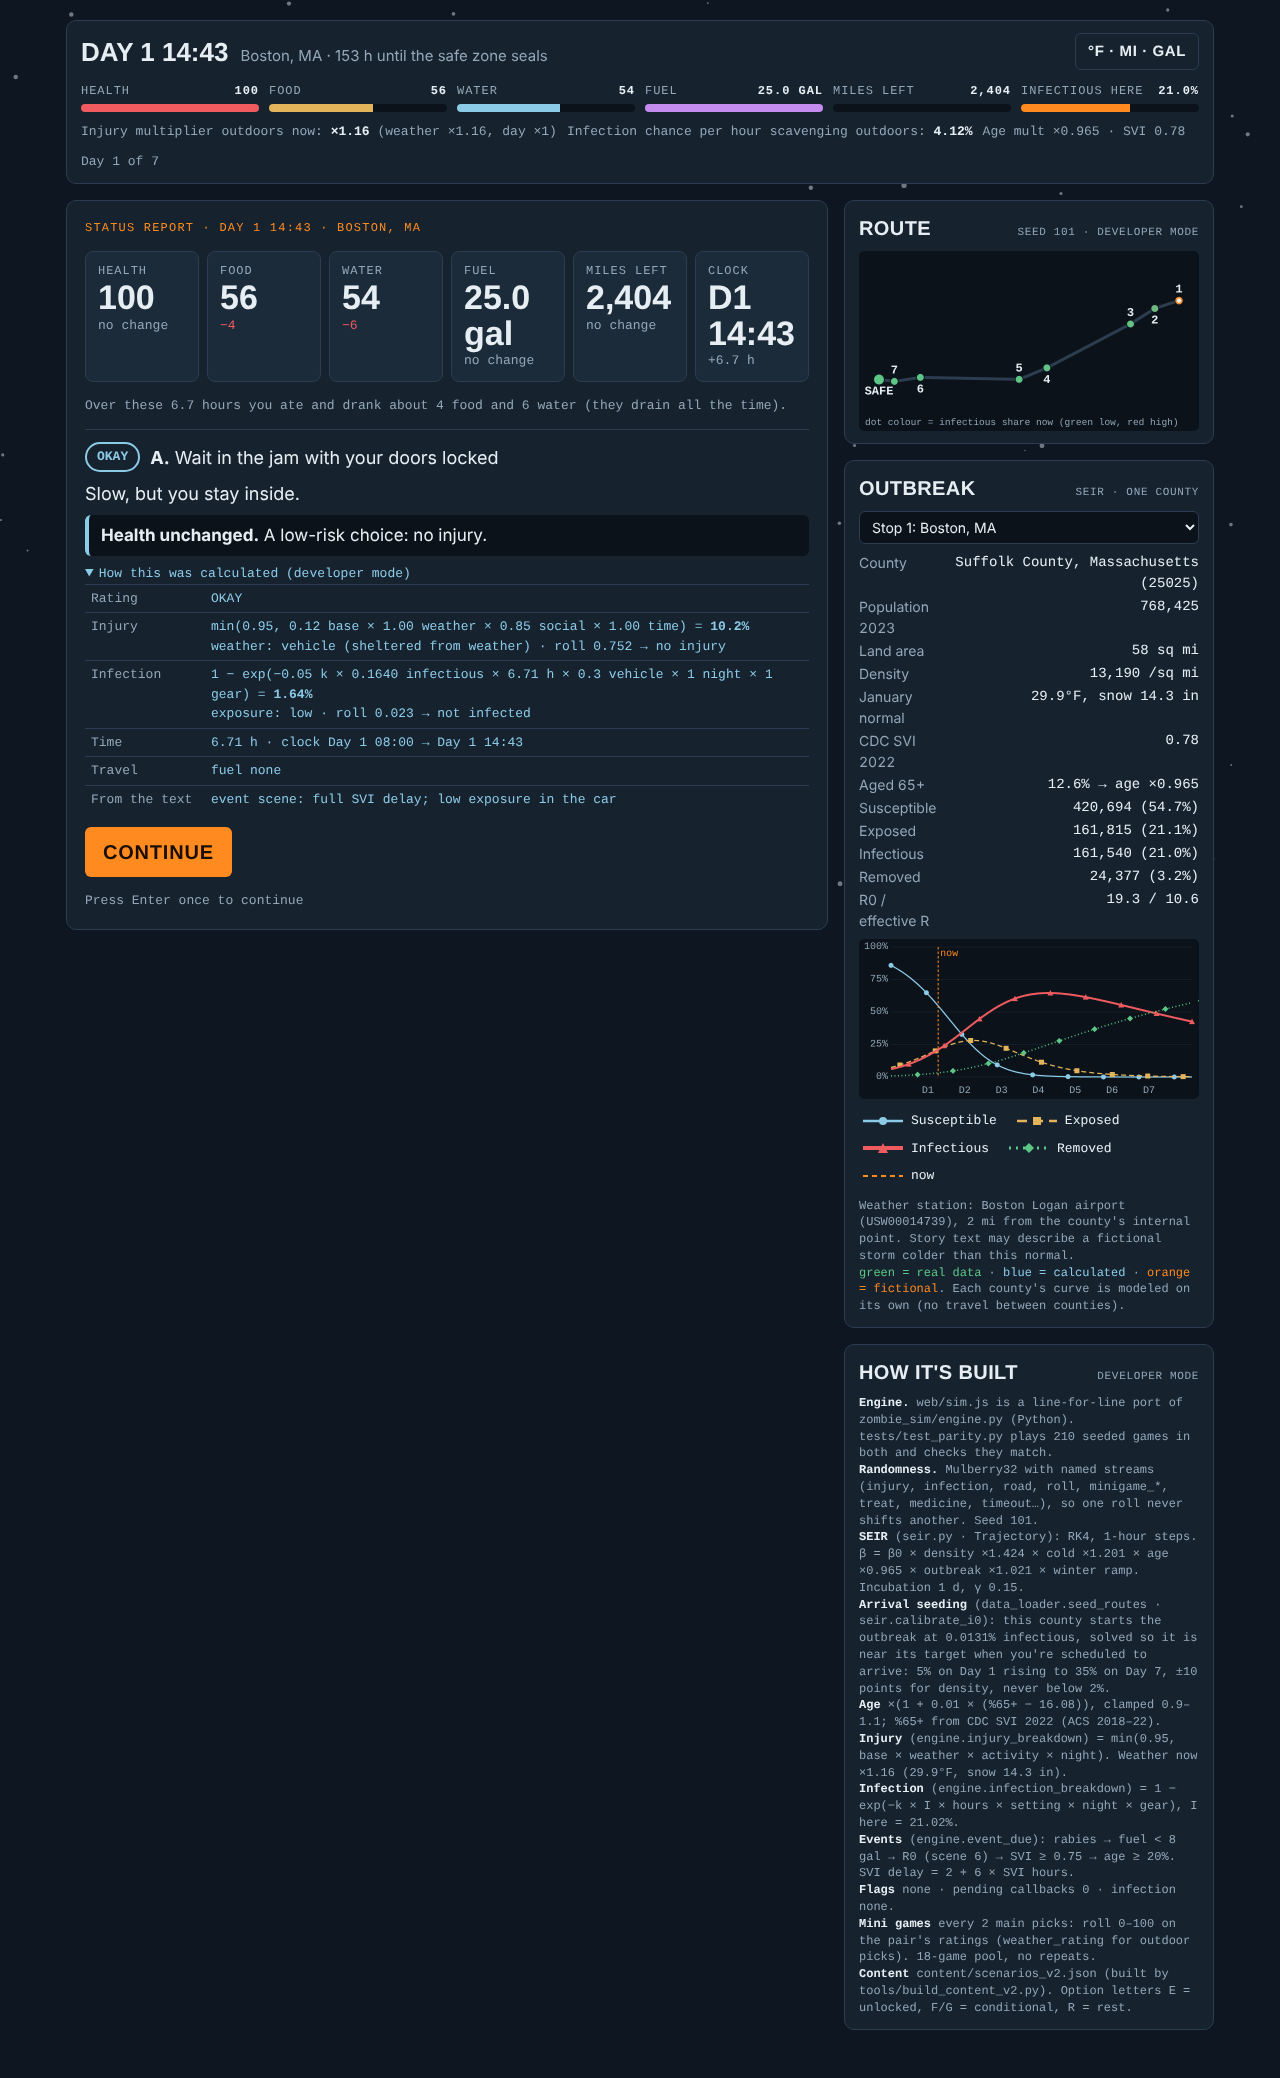 DAY 1 14:43 Boston, MA · 153 h until the safe zone seals
°F · MI · GAL
HEALTH 100 FOOD 56 WATER 54 FUEL 25.0 GAL MILES LEFT 2,404 INFECTIOUS HERE 21.0%
Injury multiplier outdoors now: ×1.16 (weather ×1.16, day ×1) Infection chance per hour scavenging outdoors: 4.12% Age mult ×0.965 · SVI 0.78
Day 1 of 7
STATUS REPORT · DAY 1 14:43 · BOSTON, MA
HEALTH
100
no change
FOOD
56
−4
WATER
54
−6
FUEL
25.0
gal
no change
MILES LEFT
2,404
no change
CLOCK
D1
14:43
+6.7 h
Over these 6.7 hours you ate and drank about 4 food and 6 water (they drain all the time).
OKAY A. Wait in the jam with your doors locked
Slow, but you stay inside.
Health unchanged. A low-risk choice: no injury.
▼ How this was calculated (developer mode)
Rating OKAY
Injury min(0.95, 0.12 base × 1.00 weather × 0.85 social × 1.00 time) = 10.2%
weather: vehicle (sheltered from weather) · roll 0.752 → no injury
Infection 1 − exp(−0.05 k × 0.1640 infectious × 6.71 h × 0.3 vehicle × 1 night × 1
gear) = 1.64%
exposure: low · roll 0.023 → not infected
Time 6.71 h · clock Day 1 08:00 → Day 1 14:43
Travel fuel none
From the text event scene: full SVI delay; low exposure in the car
CONTINUE
Press Enter once to continue
ROUTE SEED 101 · DEVELOPER MODE
1
3
2
7
5
SAFE
6
4
dot colour = infectious share now (green low, red high)
OUTBREAK SEIR · ONE COUNTY
Stop 1: Boston, MA
County Suffolk County, Massachusetts
(25025)
Population 768,425
2023
Land area 58 sq mi
Density 13,190 /sq mi
January 29.9°F, snow 14.3 in
normal
CDC SVI 0.78
2022
Aged 65+ 12.6% → age ×0.965
Susceptible 420,694 (54.7%)
Exposed 161,815 (21.1%)
Infectious 161,540 (21.0%)
Removed 24,377 (3.2%)
R0 / 19.3 / 10.6
effective R
100%
now
75%
50%
25%
0%
D1 D2 D3 D4 D5 D6 D7
Susceptible Exposed
Infectious Removed
now
Weather station: Boston Logan airport
(USW00014739), 2 mi from the county's internal
point. Story text may describe a fictional
storm colder than this normal.
green = real data · blue = calculated · orange
= fictional. Each county's curve is modeled on
its own (no travel between counties).
HOW IT'S BUILT DEVELOPER MODE
Engine. web/sim.js is a line-for-line port of
zombie_sim/engine.py (Python).
tests/test_parity.py plays 210 seeded games in
both and checks they match.
Randomness. Mulberry32 with named streams
(injury, infection, road, roll, minigame_*,
treat, medicine, timeout…), so one roll never
shifts another. Seed 101.
SEIR (seir.py · Trajectory): RK4, 1-hour steps.
β = β0 × density ×1.424 × cold ×1.201 × age
×0.965 × outbreak ×1.021 × winter ramp.
Incubation 1 d, γ 0.15.
Arrival seeding (data_loader.seed_routes ·
seir.calibrate_i0): this county starts the
outbreak at 0.0131% infectious, solved so it is
near its target when you're scheduled to
arrive: 5% on Day 1 rising to 35% on Day 7, ±10
points for density, never below 2%.
Age ×(1 + 0.01 × (%65+ − 16.08)), clamped 0.9–
1.1; %65+ from CDC SVI 2022 (ACS 2018–22).
Injury (engine.injury_breakdown) = min(0.95,
base × weather × activity × night). Weather now
×1.16 (29.9°F, snow 14.3 in).
Infection (engine.infection_breakdown) = 1 −
exp(−k × I × hours × setting × night × gear), I
here = 21.02%.
Events (engine.event_due): rabies → fuel < 8
gal → R0 (scene 6) → SVI ≥ 0.75 → age ≥ 20%.
SVI delay = 2 + 6 × SVI hours.
Flags none · pending callbacks 0 · infection
none.
Mini games every 2 main picks: roll 0–100 on
the pair's ratings (weather_rating for outdoor
picks). 18-game pool, no repeats.
Content content/scenarios_v2.json (built by
tools/build_content_v2.py). Option letters E =
unlocked, F/G = conditional, R = rest.